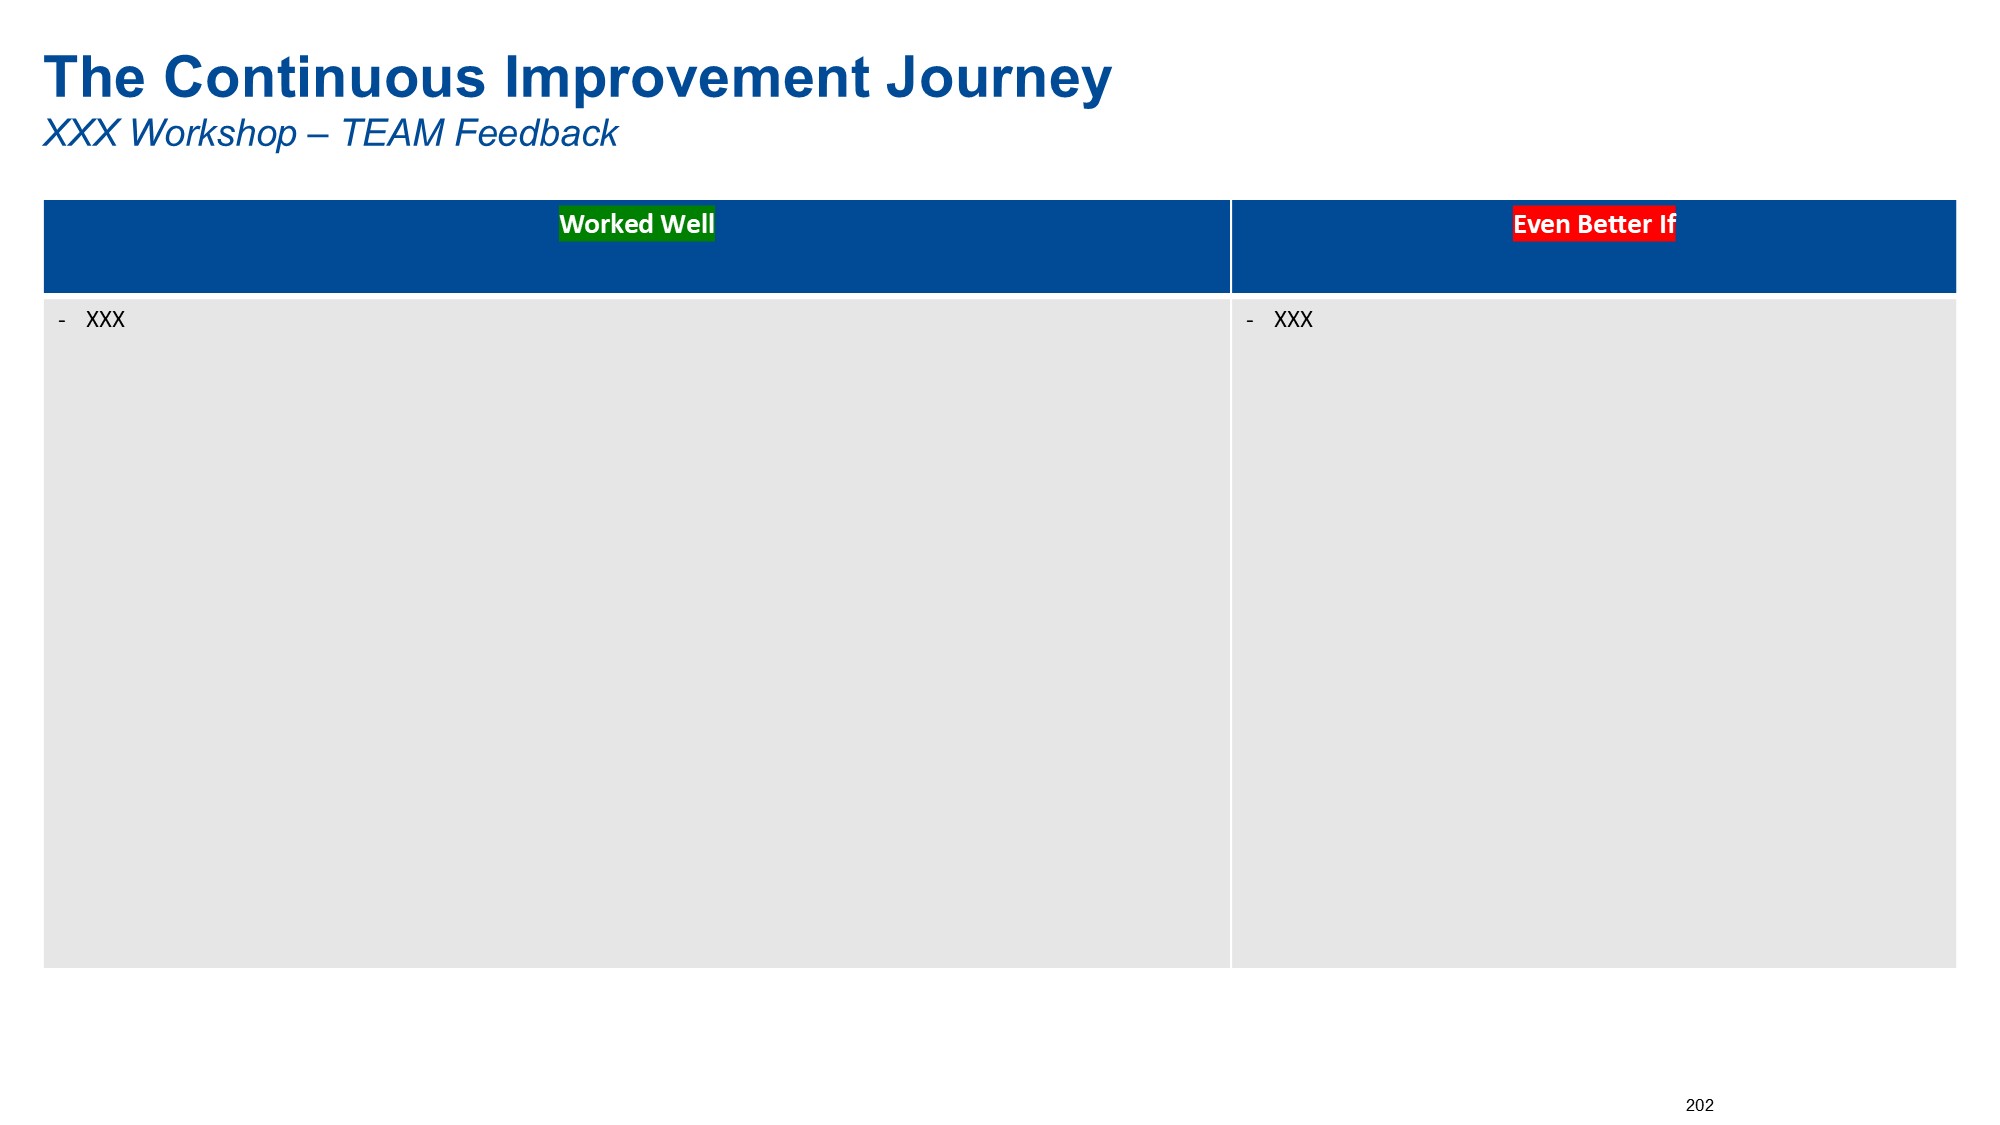 The Continuous Improvement Journey
XXX Workshop – TEAM Feedback
Worked Well
Even Better If
- XXX
- XXX
202